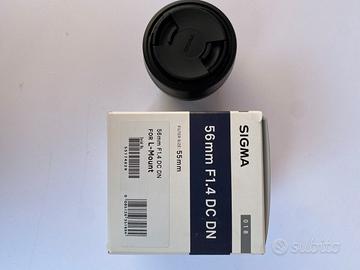 SIGMA
56mm F1.4 DC DN
FILTER SIZE 55mm
018
56mm F1.4 DC DN
FOR L-Mount
subito